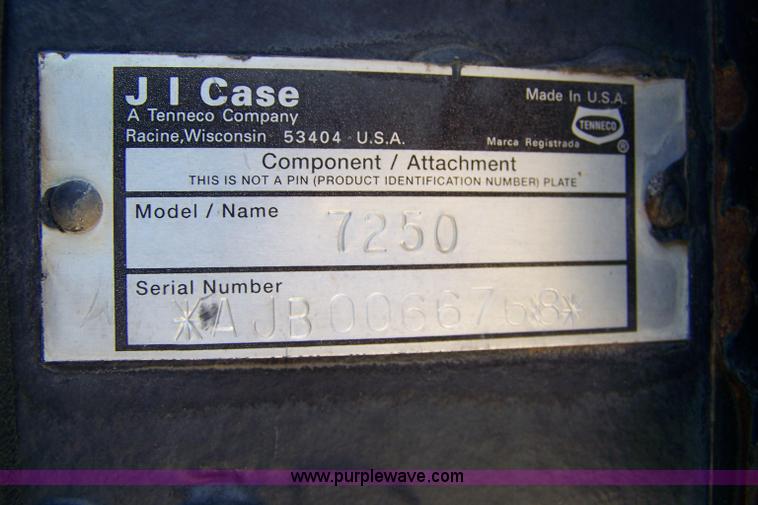 J I Case
A Tenneco Company
Racine,Wisconsin 53404 U.S.A.
Made In U.S.A.
TENNECO
Marca Registrada ®
Component / Attachment
THIS IS NOT A PIN (PRODUCT IDENTIFICATION NUMBER) PLATE
Model / Name
7250
Serial Number
*AJB0066768*
www.purplewave.com